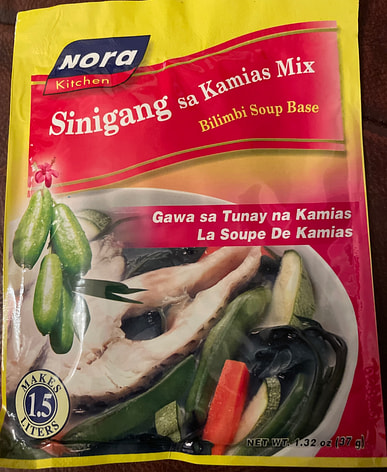 NORA
Kitchen
Sinigang sa Kamias Mix
Bilimbi Soup Base
Gawa sa Tunay na Kamias
La Soupe De Kamias
MAKES
1.5
LITERS
NET WT. 1.32 oz (37 g)